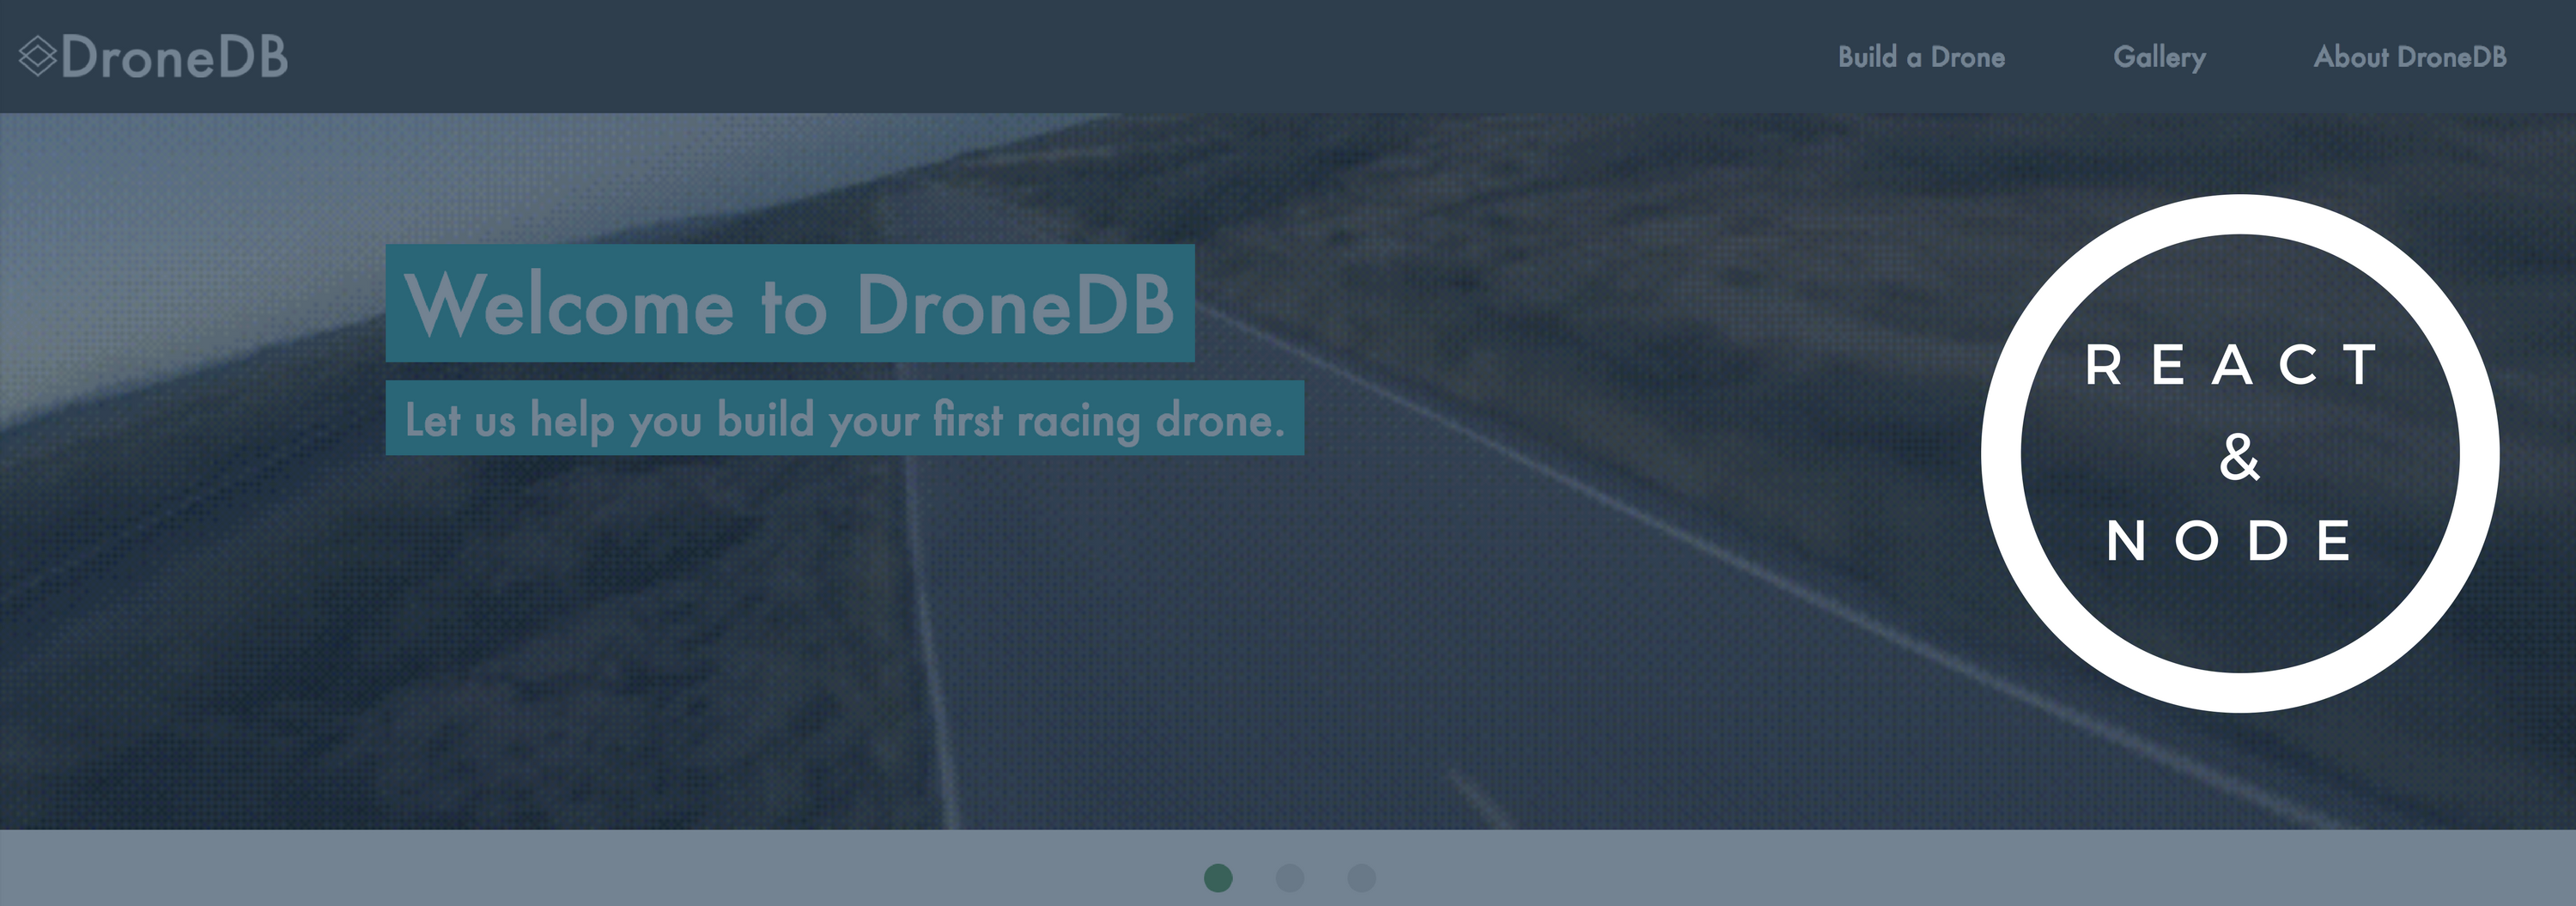 DroneDB
Build a Drone
Gallery
About DroneDB
Welcome to DroneDB
Let us help you build your first racing drone.
REACT
&
NODE